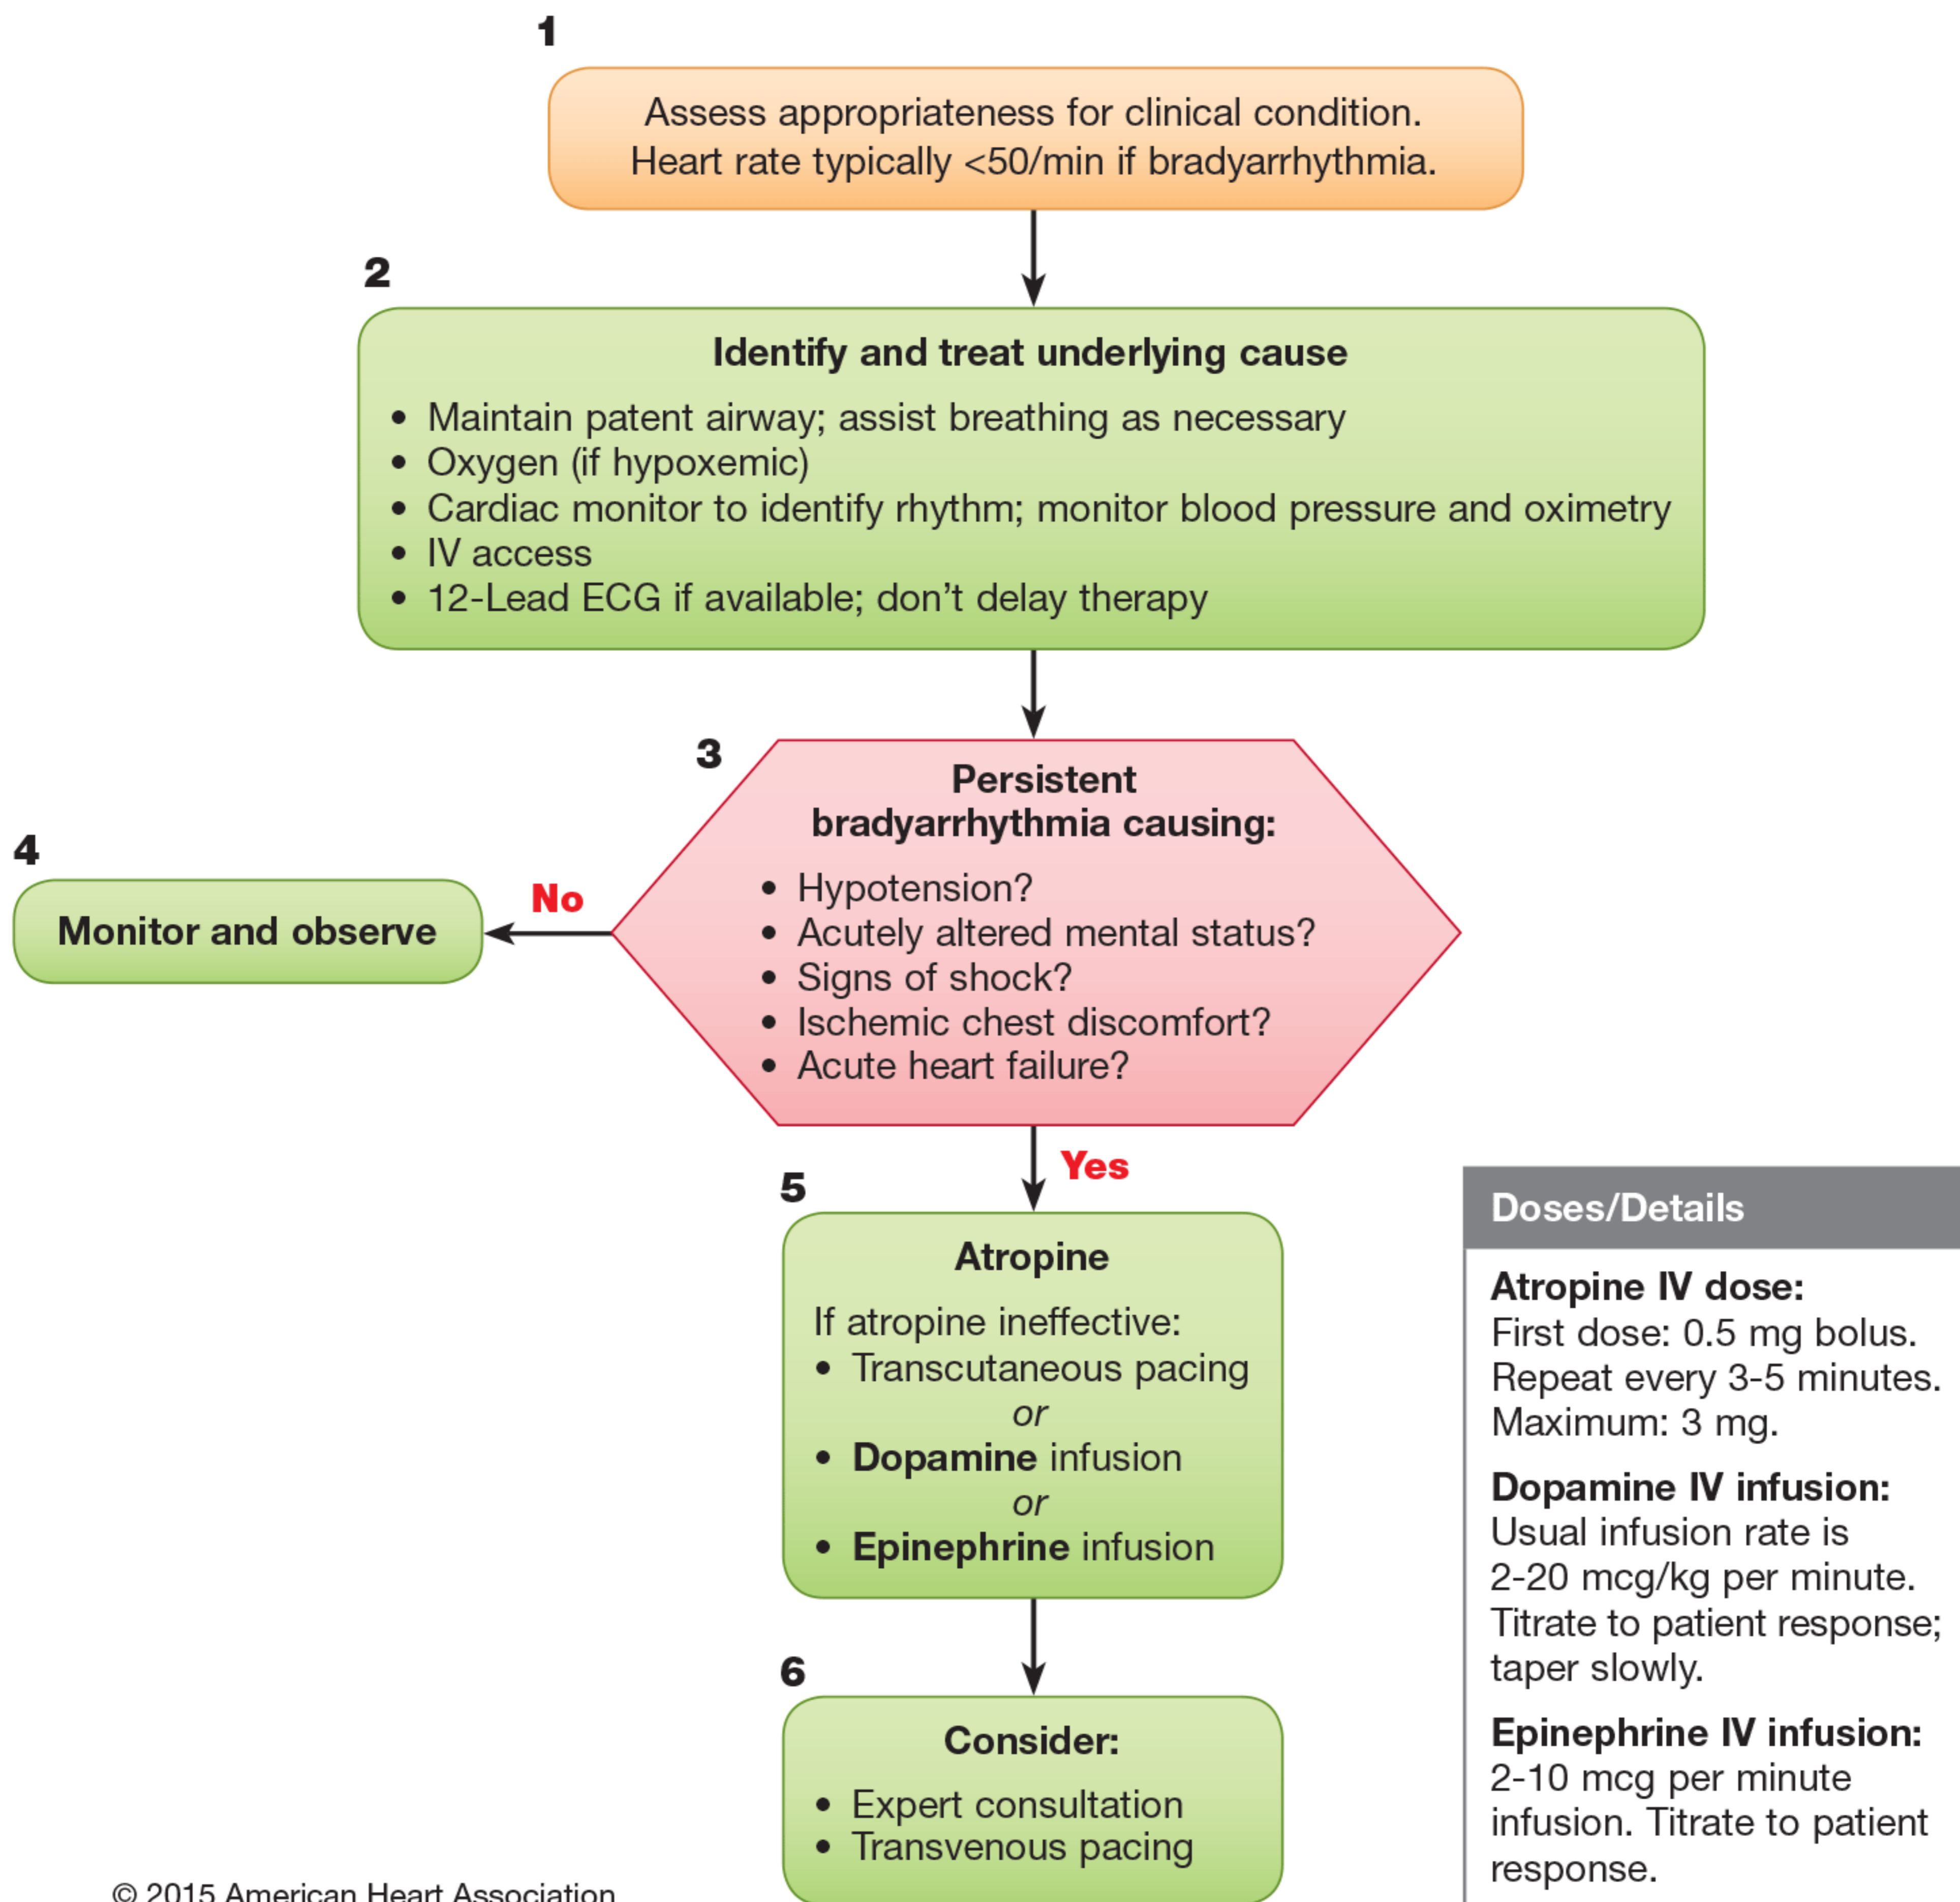 1
Assess appropriateness for clinical condition.
Heart rate typically <50/min if bradyarrhythmia.
2
Identify and treat underlying cause
• Maintain patent airway; assist breathing as necessary
• Oxygen (if hypoxemic)
• Cardiac monitor to identify rhythm; monitor blood pressure and oximetry
• IV access
• 12-Lead ECG if available; don’t delay therapy
3
Persistent
bradyarrhythmia causing:
• Hypotension?
• Acutely altered mental status?
• Signs of shock?
• Ischemic chest discomfort?
• Acute heart failure?
4
No
Monitor and observe
Yes
5
Atropine
If atropine ineffective:
• Transcutaneous pacing
or
• Dopamine infusion
or
• Epinephrine infusion
6
Consider:
• Expert consultation
• Transvenous pacing
Doses/Details
Atropine IV dose:
First dose: 0.5 mg bolus.
Repeat every 3-5 minutes.
Maximum: 3 mg.
Dopamine IV infusion:
Usual infusion rate is
2-20 mcg/kg per minute.
Titrate to patient response;
taper slowly.
Epinephrine IV infusion:
2-10 mcg per minute
infusion. Titrate to patient
response.
© 2015 American Heart Association